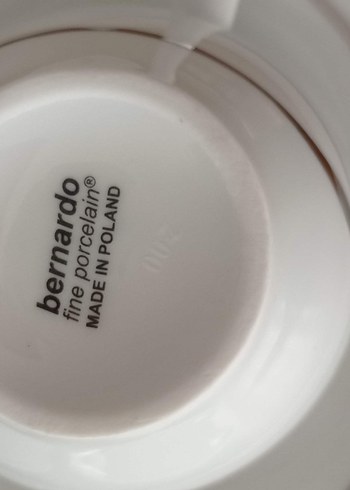 bernardo
fine porcelain®
MADE IN POLAND